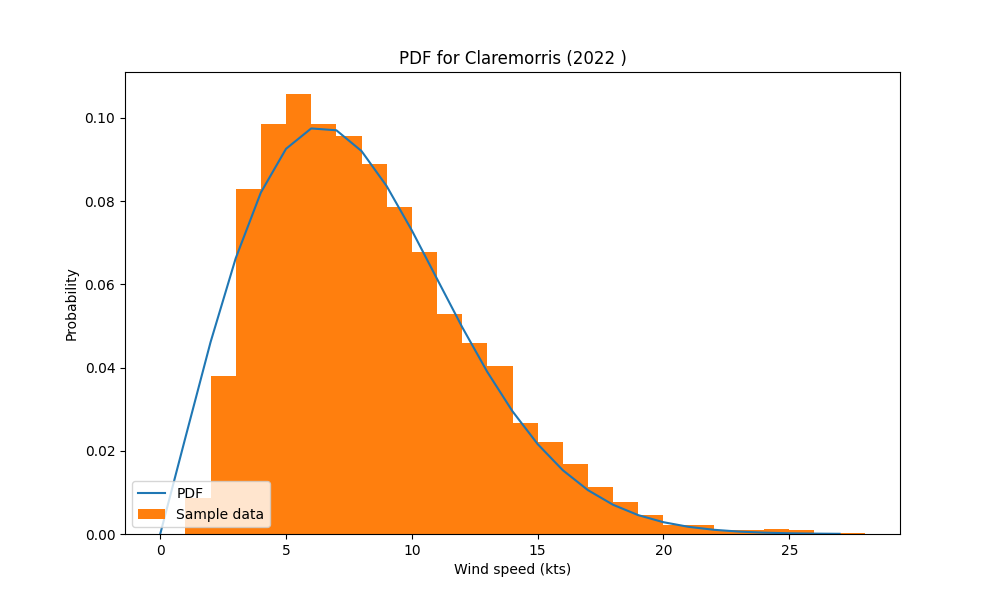 PDF for Claremorris (2022 )
Probability
0.10
0.08
0.06
0.04
0.02
0.00
PDF
Sample data
0 5 10 15 20 25
Wind speed (kts)